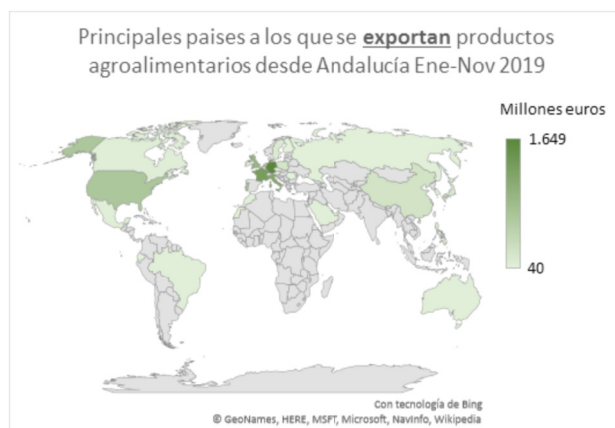 Principales paises a los que se exportan productos
agroalimentarios desde Andalucía Ene-Nov 2019
Millones euros
1.649
40
Con tecnología de Bing
© GeoNames, HERE, MSFT, Microsoft, NavInfo, Wikipedia